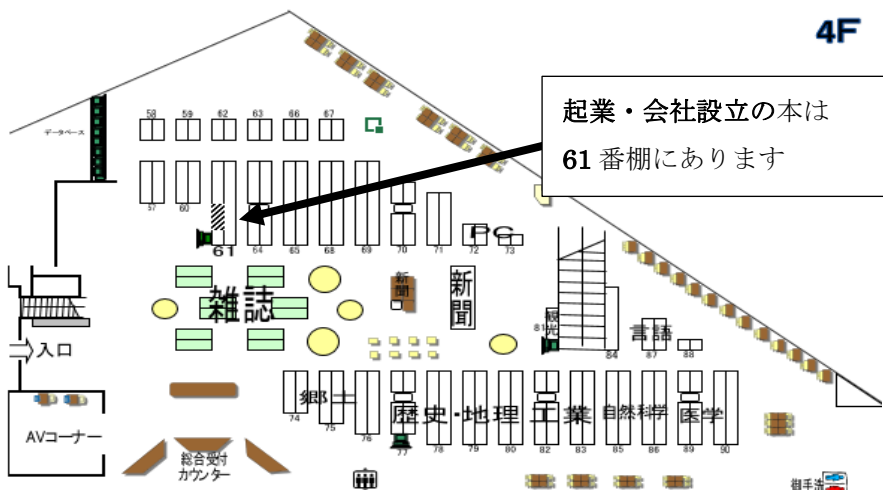 4F
起業・会社設立の本は
61 番棚にあります
データベース
58
59
62
63
66
67
57
60
61
64
65
68
69
70
71
PC
72
73
雑誌
新聞
新聞
観光
81
84
言語
87
88
入口
AVコーナー
総合受付
カウンター
郷土
歴史・地理
工業
自然科学
医学
74
75
76
77
78
79
80
82
83
85
86
89
90
御手洗